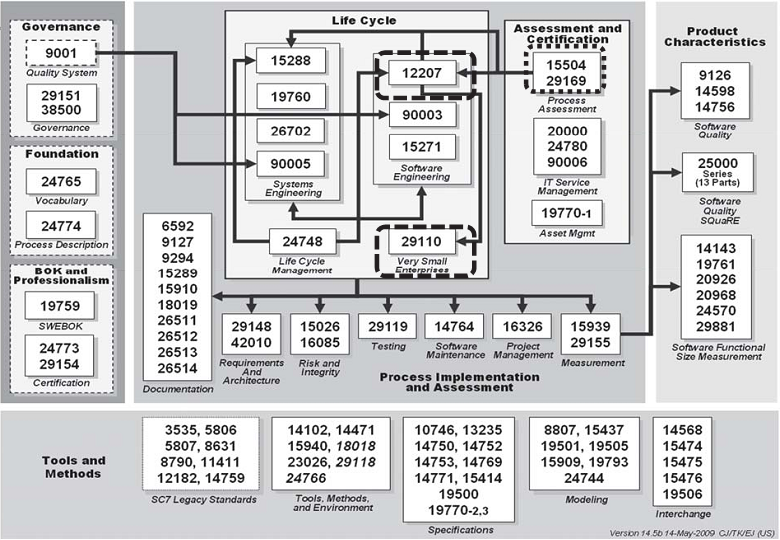 Governance
9001
Quality System
29151
38500
Governance
Foundation
24765
Vocabulary
24774
Process Description
BOK and
Professionalism
19759
SWEBOK
24773
29154
Certification
Life Cycle
15288
19760
26702
90005
Systems
Engineering
12207
90003
15271
Software
Engineering
24748
Life Cycle
Management
29110
Very Small
Enterprises
Assessment and
Certification
15504
29169
Process
Assessment
20000
24780
90006
IT Service
Management
19770-1
Asset Mgmt
Product
Characteristics
9126
14598
14756
Software
Quality
25000
Series
(13 Parts)
Software
Quality
SQuaRE
14143
19761
20926
20968
24570
29881
Software Functional
Size Measurement
6592
9127
9294
15289
15910
18019
26511
26512
26513
26514
Documentation
29148
42010
Requirements
And
Architecture
15026
16085
Risk and
Integrity
29119
Testing
14764
Software
Maintenance
16326
Project
Management
15939
29155
Measurement
Process Implementation
and Assessment
Tools and
Methods
3535, 5806
5807, 8631
8790, 11411
12182, 14759
SC7 Legacy Standards
14102, 14471
15940, 18018
23026, 29118
24766
Tools, Methods,
and Environment
10746, 13235
14750, 14752
14753, 14769
14771, 15414
19500
19770-2,3
Specifications
8807, 15437
19501, 19505
15909, 19793
24744
Modeling
14568
15474
15475
15476
19506
Interchange
Version 14.5b 14-May-2009 CJ/TK/EJ (US)